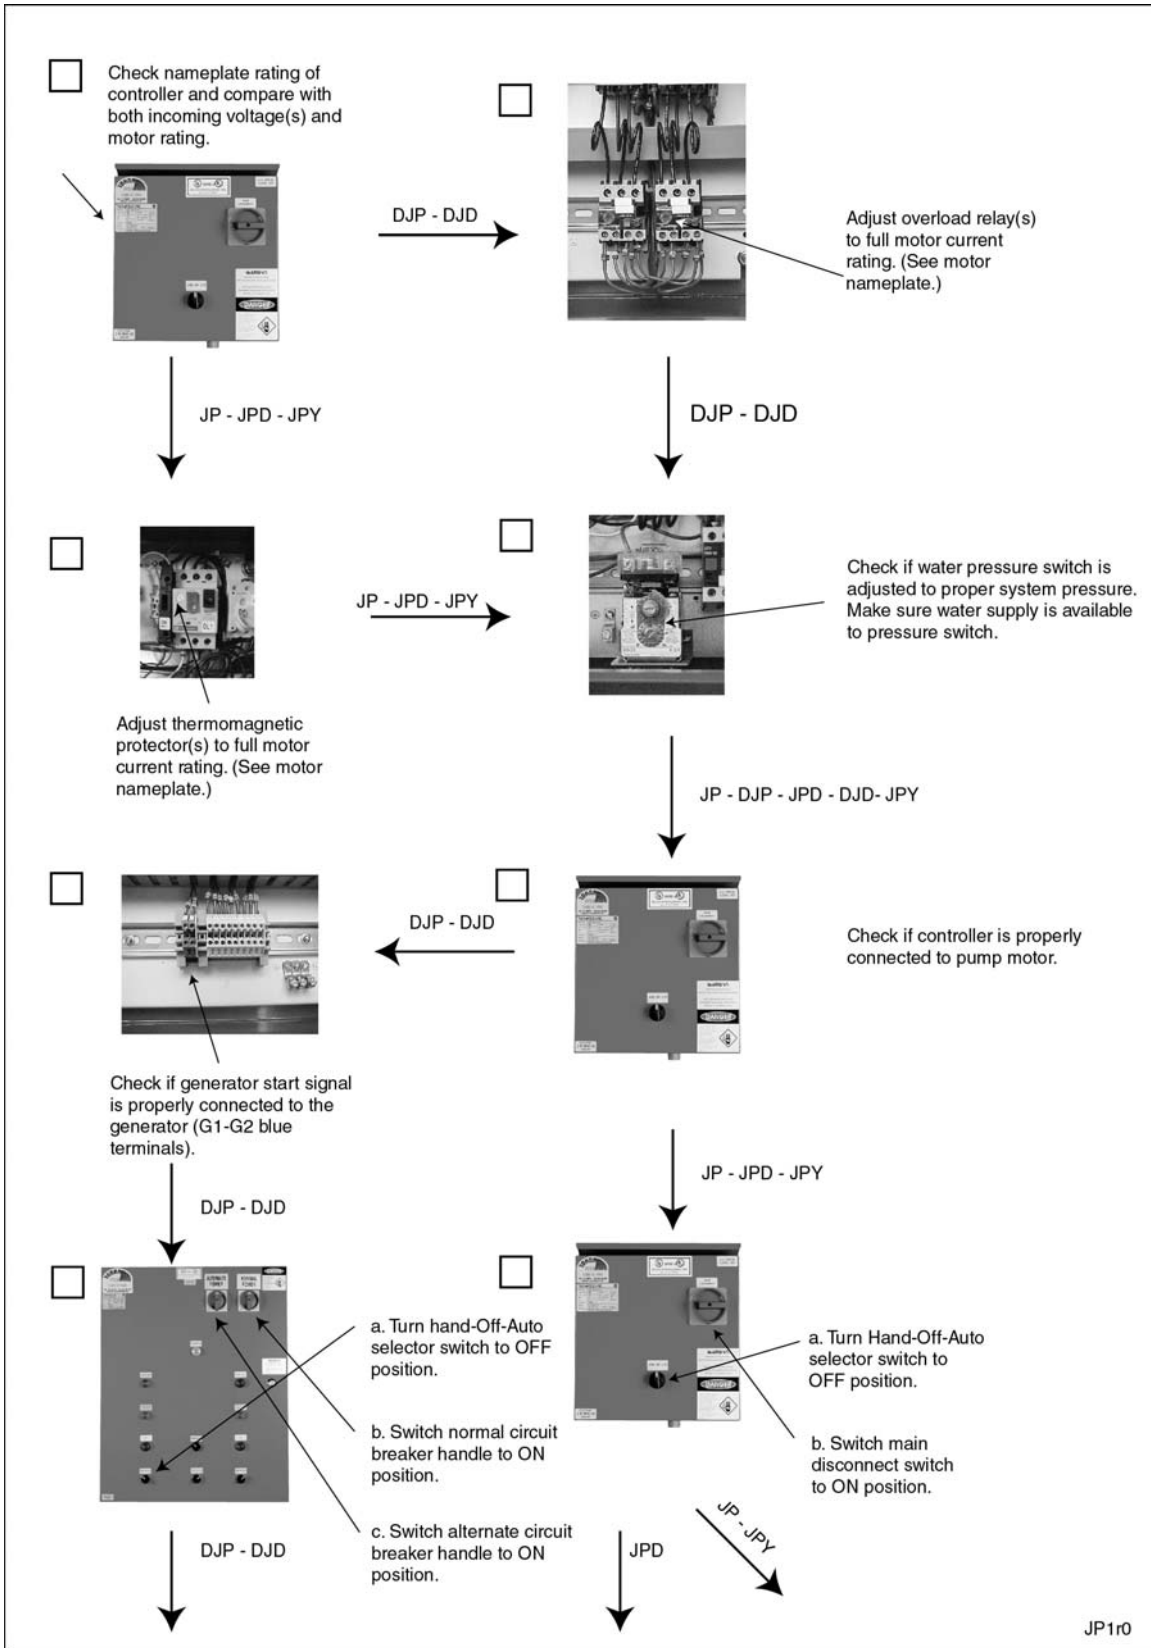 Check nameplate rating of
controller and compare with
both incoming voltage(s) and
motor rating.
DJP - DJD
Adjust overload relay(s)
to full motor current
rating. (See motor
nameplate.)
JP - JPD - JPY
DJP - DJD
Adjust thermomagnetic
protector(s) to full motor
current rating. (See motor
nameplate.)
JP - JPD - JPY
Check if water pressure switch is
adjusted to proper system pressure.
Make sure water supply is available
to pressure switch.
JP - DJP - JPD - DJD- JPY
DJP - DJD
DANGER
Check if controller is properly
connected to pump motor.
Check if generator start signal
is properly connected to the
generator (G1-G2 blue
terminals).
DJP - DJD
JP - JPD - JPY
ALTERNATE
POWER
NORMAL
POWER
a. Turn hand-Off-Auto
selector switch to OFF
position.
b. Switch normal circuit
breaker handle to ON
position.
c. Switch alternate circuit
breaker handle to ON
position.
a. Turn Hand-Off-Auto
selector switch to
OFF position.
b. Switch main
disconnect switch
to ON position.
DJP - DJD
JPD
JP - JPY
JP1r0